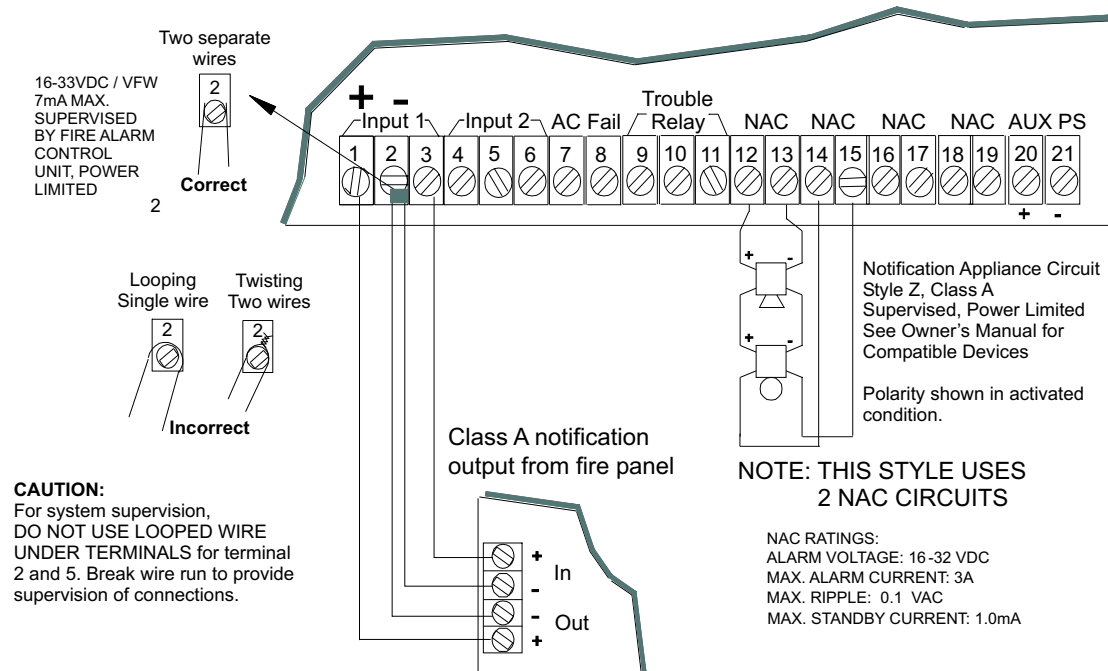 Two separate
wires
2
Correct
16-33VDC / VFW
7mA MAX.
SUPERVISED
BY FIRE ALARM
CONTROL
UNIT, POWER
LIMITED
2
Looping
Single wire
2
Twisting
Two wires
2
Incorrect
CAUTION:
For system supervision,
DO NOT USE LOOPED WIRE
UNDER TERMINALS for terminal
2 and 5. Break wire run to provide
supervision of connections.
+ -
Input 1 Input 2 AC Fail Trouble
Relay NAC NAC NAC NAC AUX PS
1 2 3 4 5 6 7 8 9 10 11 12 13 14 15 16 17 18 19 20 21
+ -
+ -
+ -
Notification Appliance Circuit
Style Z, Class A
Supervised, Power Limited
See Owner's Manual for
Compatible Devices
Polarity shown in activated
condition.
Class A notification
output from fire panel
+
In
-
-
Out
+
NOTE: THIS STYLE USES
2 NAC CIRCUITS
NAC RATINGS:
ALARM VOLTAGE: 16-32 VDC
MAX. ALARM CURRENT: 3A
MAX. RIPPLE: 0.1 VAC
MAX. STANDBY CURRENT: 1.0mA